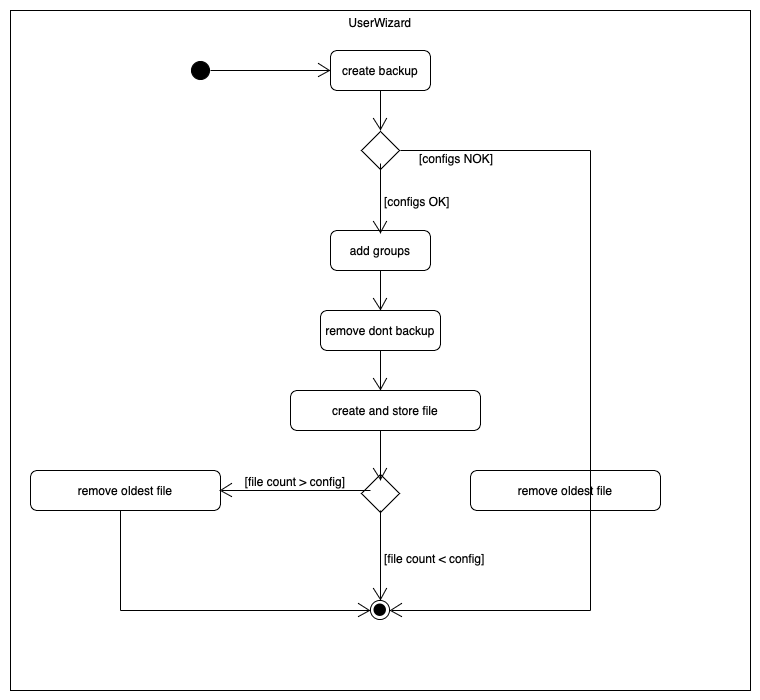 UserWizard
create backup
[configs NOK]
[configs OK]
add groups
remove dont backup
create and store file
[file count > config]
remove oldest file
remove oldest file
[file count < config]